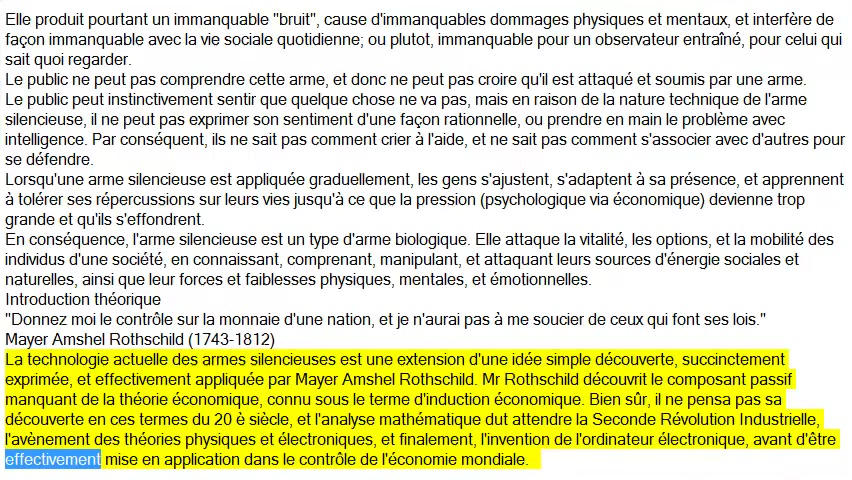 Elle produit pourtant un immanquable "bruit", cause d'immanquables dommages physiques et mentaux, et interfère de
façon immanquable avec la vie sociale quotidienne; ou plutot, immanquable pour un observateur entraîné, pour celui qui
sait quoi regarder.
Le public ne peut pas comprendre cette arme, et donc ne peut pas croire qu'il est attaqué et soumis par une arme.
Le public peut instinctivement sentir que quelque chose ne va pas, mais en raison de la nature technique de l'arme
silencieuse, il ne peut pas exprimer son sentiment d'une façon rationnelle, ou prendre en main le problème avec
intelligence. Par conséquent, ils ne sait pas comment crier à l'aide, et ne sait pas comment s'associer avec d'autres pour
se défendre.
Lorsqu'une arme silencieuse est appliquée graduellement, les gens s'ajustent, s'adaptent à sa présence, et apprennent
à tolérer ses répercussions sur leurs vies jusqu'à ce que la pression (psychologique via économique) devienne trop
grande et qu'ils s'effondrent.
En conséquence, l'arme silencieuse est un type d'arme biologique. Elle attaque la vitalité, les options, et la mobilité des
individus d'une société, en connaissant, comprenant, manipulant, et attaquant leurs sources d'énergie sociales et
naturelles, ainsi que leur forces et faiblesses physiques, mentales, et émotionnelles.
Introduction théorique
"Donnez moi le contrôle sur la monnaie d'une nation, et je n'aurai pas à me soucier de ceux qui font ses lois."
Mayer Amshel Rothschild (1743-1812)
La technologie actuelle des armes silencieuses est une extension d'une idée simple découverte, succinctement
exprimée, et effectivement appliquée par Mayer Amshel Rothschild. Mr Rothschild découvrit le composant passif
manquant de la théorie économique, connu sous le terme d'induction économique. Bien sûr, il ne pensa pas sa
découverte en ces termes du 20 è siècle, et l'analyse mathématique dut attendre la Seconde Révolution Industrielle,
l'avènement des théories physiques et électroniques, et finalement, l'invention de l'ordinateur électronique, avant d'être
effectivement mise en application dans le contrôle de l'économie mondiale.